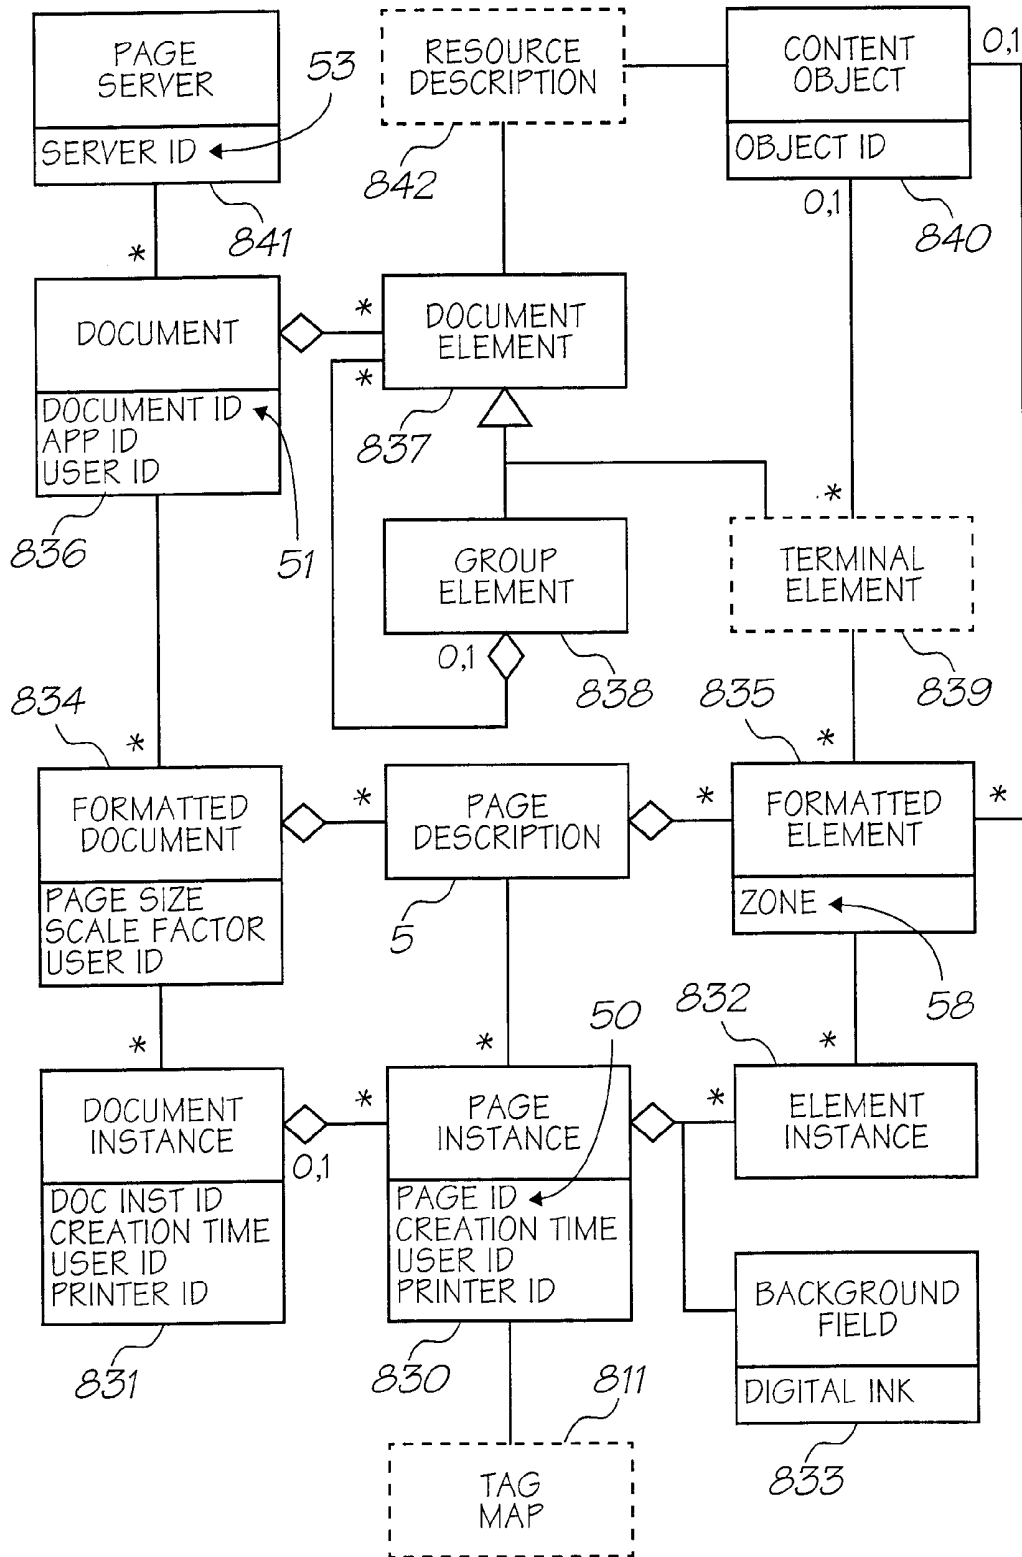 PAGE
SERVER
53
SERVER ID
841
RESOURCE
DESCRIPTION
842
CONTENT
OBJECT
0,1
OBJECT ID
0,1
840
*
DOCUMENT
DOCUMENT ID
APP ID
USER ID
836
51
*
*
DOCUMENT
ELEMENT
837
GROUP
ELEMENT
0,1
838
*
TERMINAL
ELEMENT
839
834
*
FORMATTED
DOCUMENT
PAGE SIZE
SCALE FACTOR
USER ID
*
PAGE
DESCRIPTION
5
835
*
*
*
FORMATTED
ELEMENT
ZONE
58
*
DOCUMENT
INSTANCE
0,1
DOC INST ID
CREATION TIME
USER ID
PRINTER ID
831
*
*
50
PAGE
INSTANCE
PAGE ID
CREATION TIME
USER ID
PRINTER ID
830
832
*
*
ELEMENT
INSTANCE
BACKGROUND
FIELD
DIGITAL INK
833
811
TAG
MAP